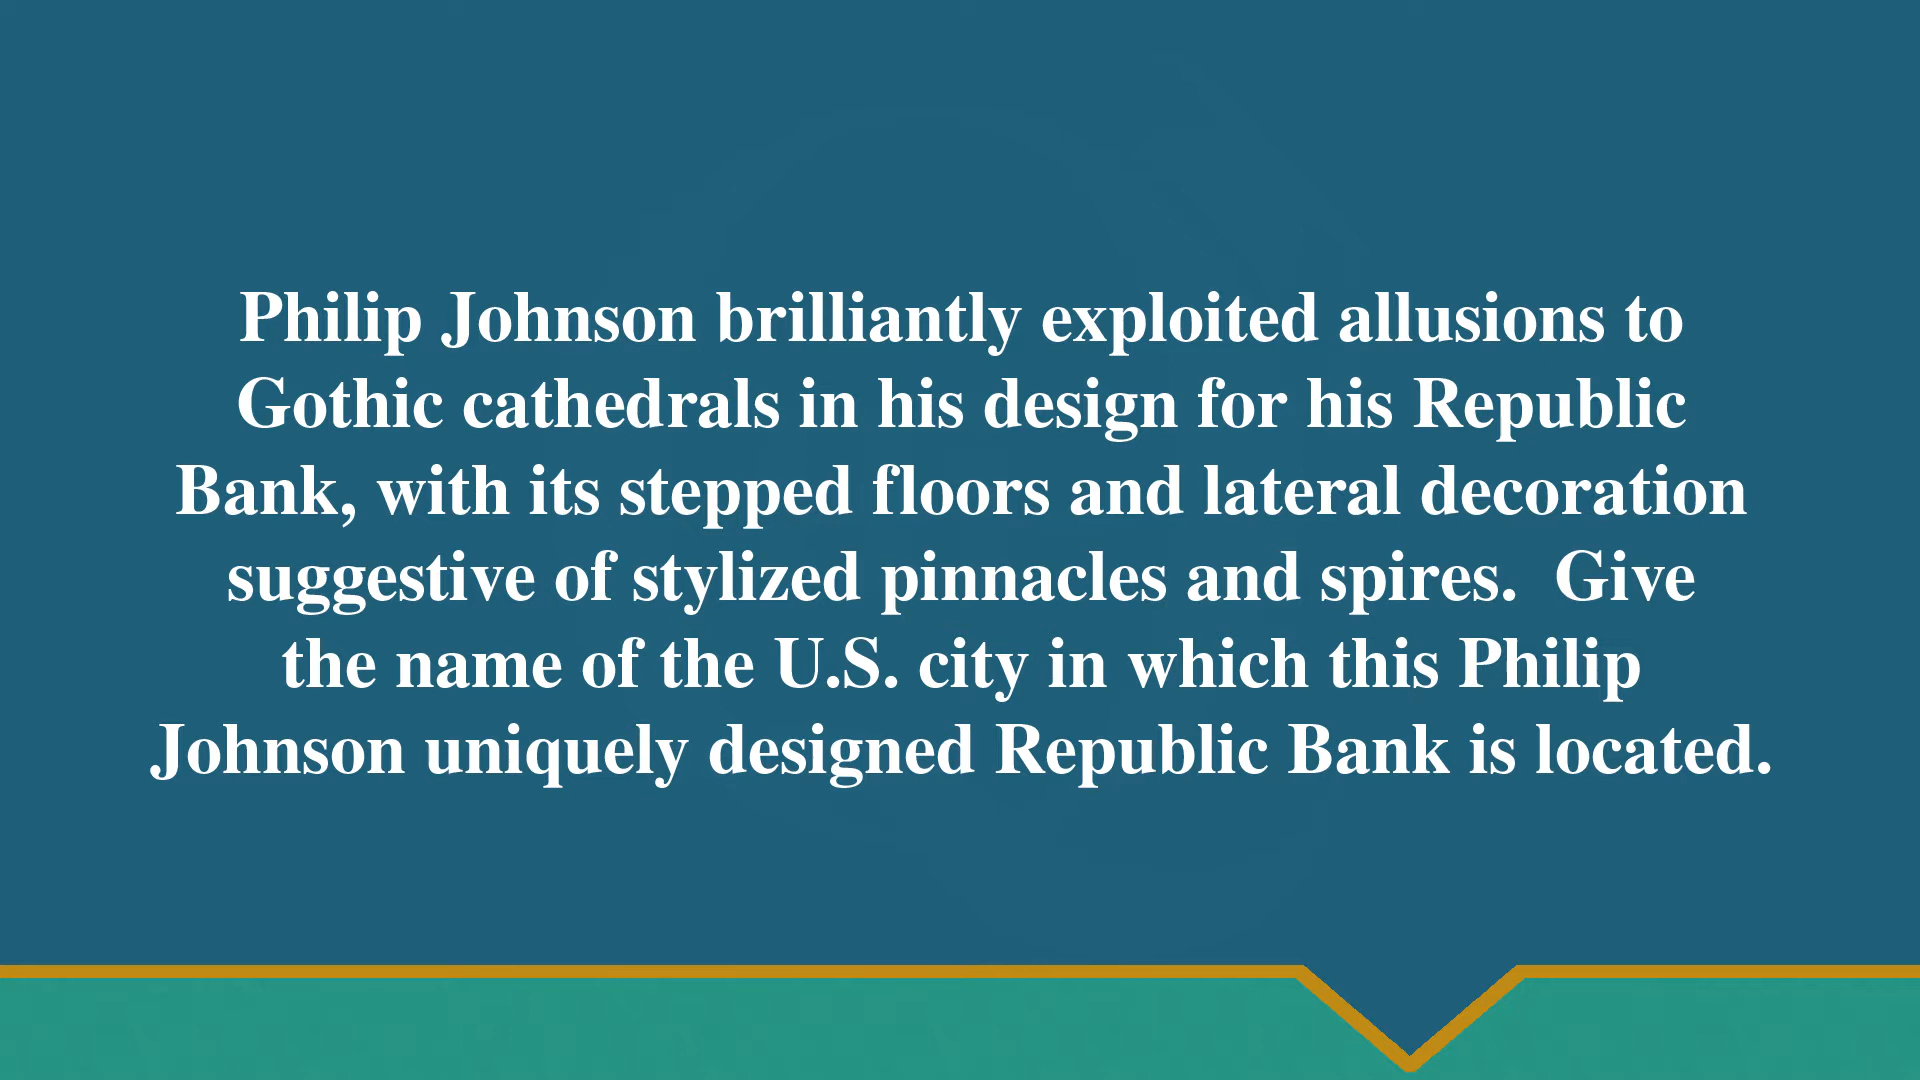 Philip Johnson brilliantly exploited allusions to
Gothic cathedrals in his design for his Republic
Bank, with its stepped floors and lateral decoration
suggestive of stylized pinnacles and spires.  Give
the name of the U.S. city in which this Philip
Johnson uniquely designed Republic Bank is located.